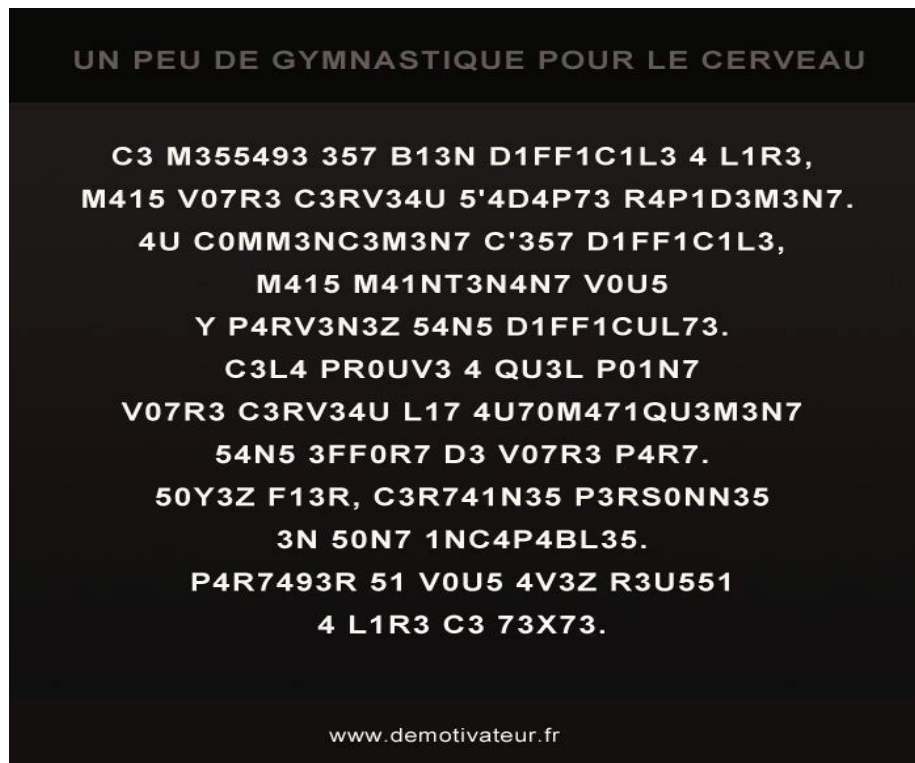 UN PEU DE GYMNASTIQUE POUR LE CERVEAU
C3 M355493 357 B13N D1FF1C1L3 4 L1R3,
M415 V07R3 C3RV34U 5'4D4P73 R4P1D3M3N7.
4U C0MM3NC3M3N7 C'357 D1FF1C1L3,
M415 M41NT3N4N7 V0U5
Y P4RV3N3Z 54N5 D1FF1CUL73.
C3L4 PR0UV3 4 QU3L P01N7
V07R3 C3RV34U L17 4U70M471QU3M3N7
54N5 3FF0R7 D3 V07R3 P4R7.
50Y3Z F13R, C3R741N35 P3RS0NN35
3N 50N7 1NC4P4BL35.
P4R7493R 51 V0U5 4V3Z R3U551
4 L1R3 C3 73X73.
www.demotivateur.fr